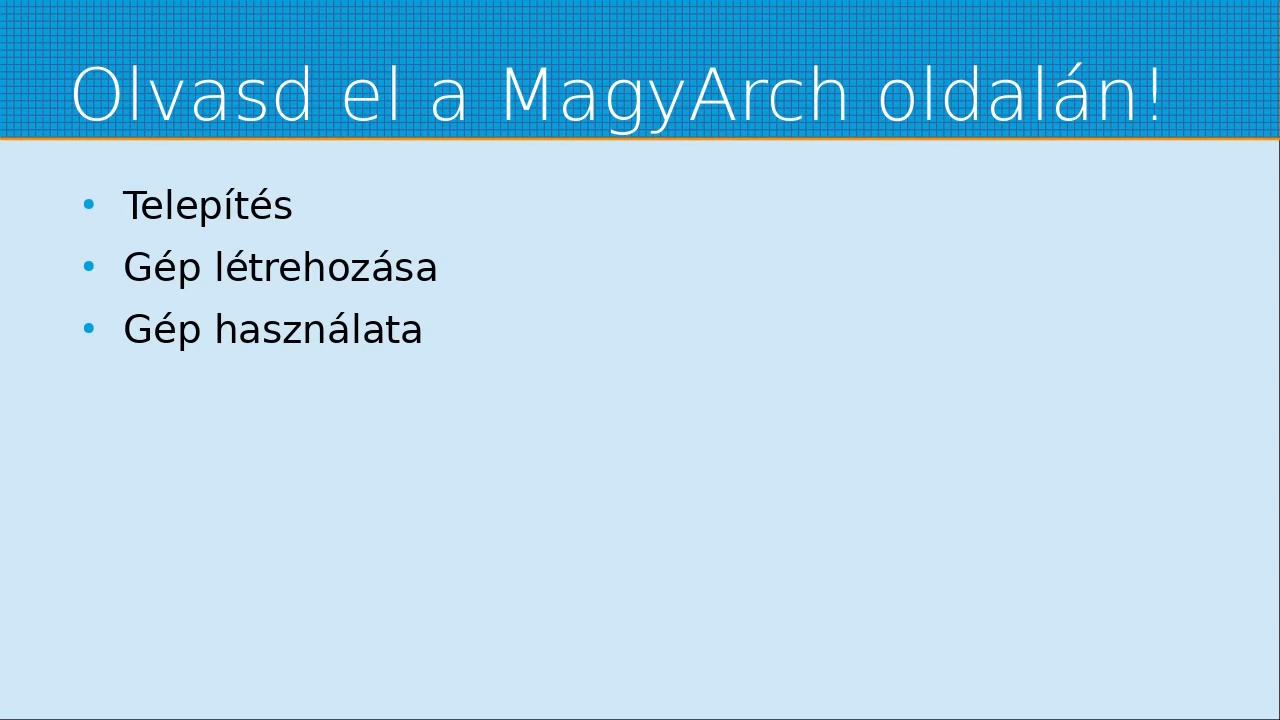 Olvasd el a MagyArch oldalán!
• Telepítés
• Gép létrehozása
• Gép használata